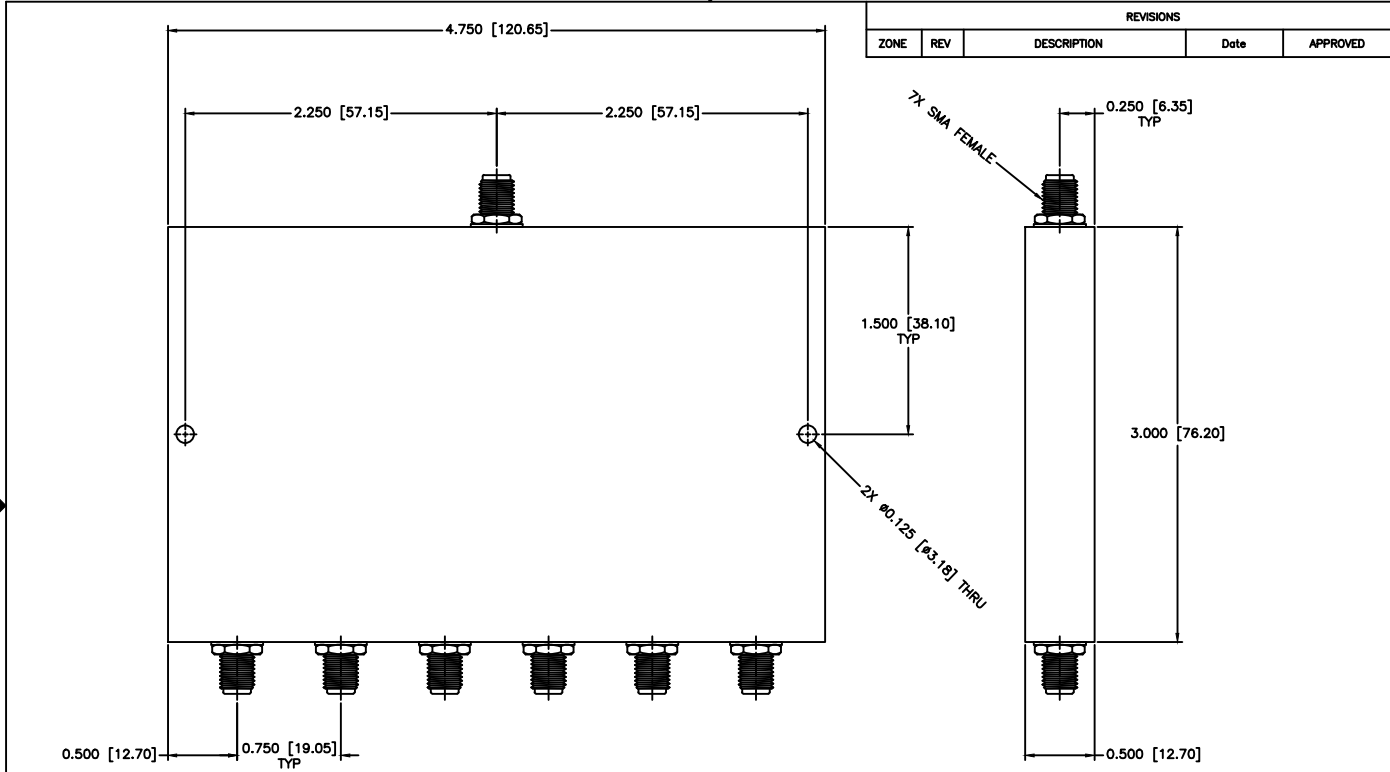 REVISIONS
ZONE REV DESCRIPTION Date APPROVED
4.750 [120.65]
2.250 [57.15]
2.250 [57.15]
7X SMA FEMALE
0.250 [6.35]
TYP
1.500 [38.10]
TYP
3.000 [76.20]
2X ø0.125 [ø3.18] THRU
0.500 [12.70]
0.750 [19.05]
TYP
0.500 [12.70]